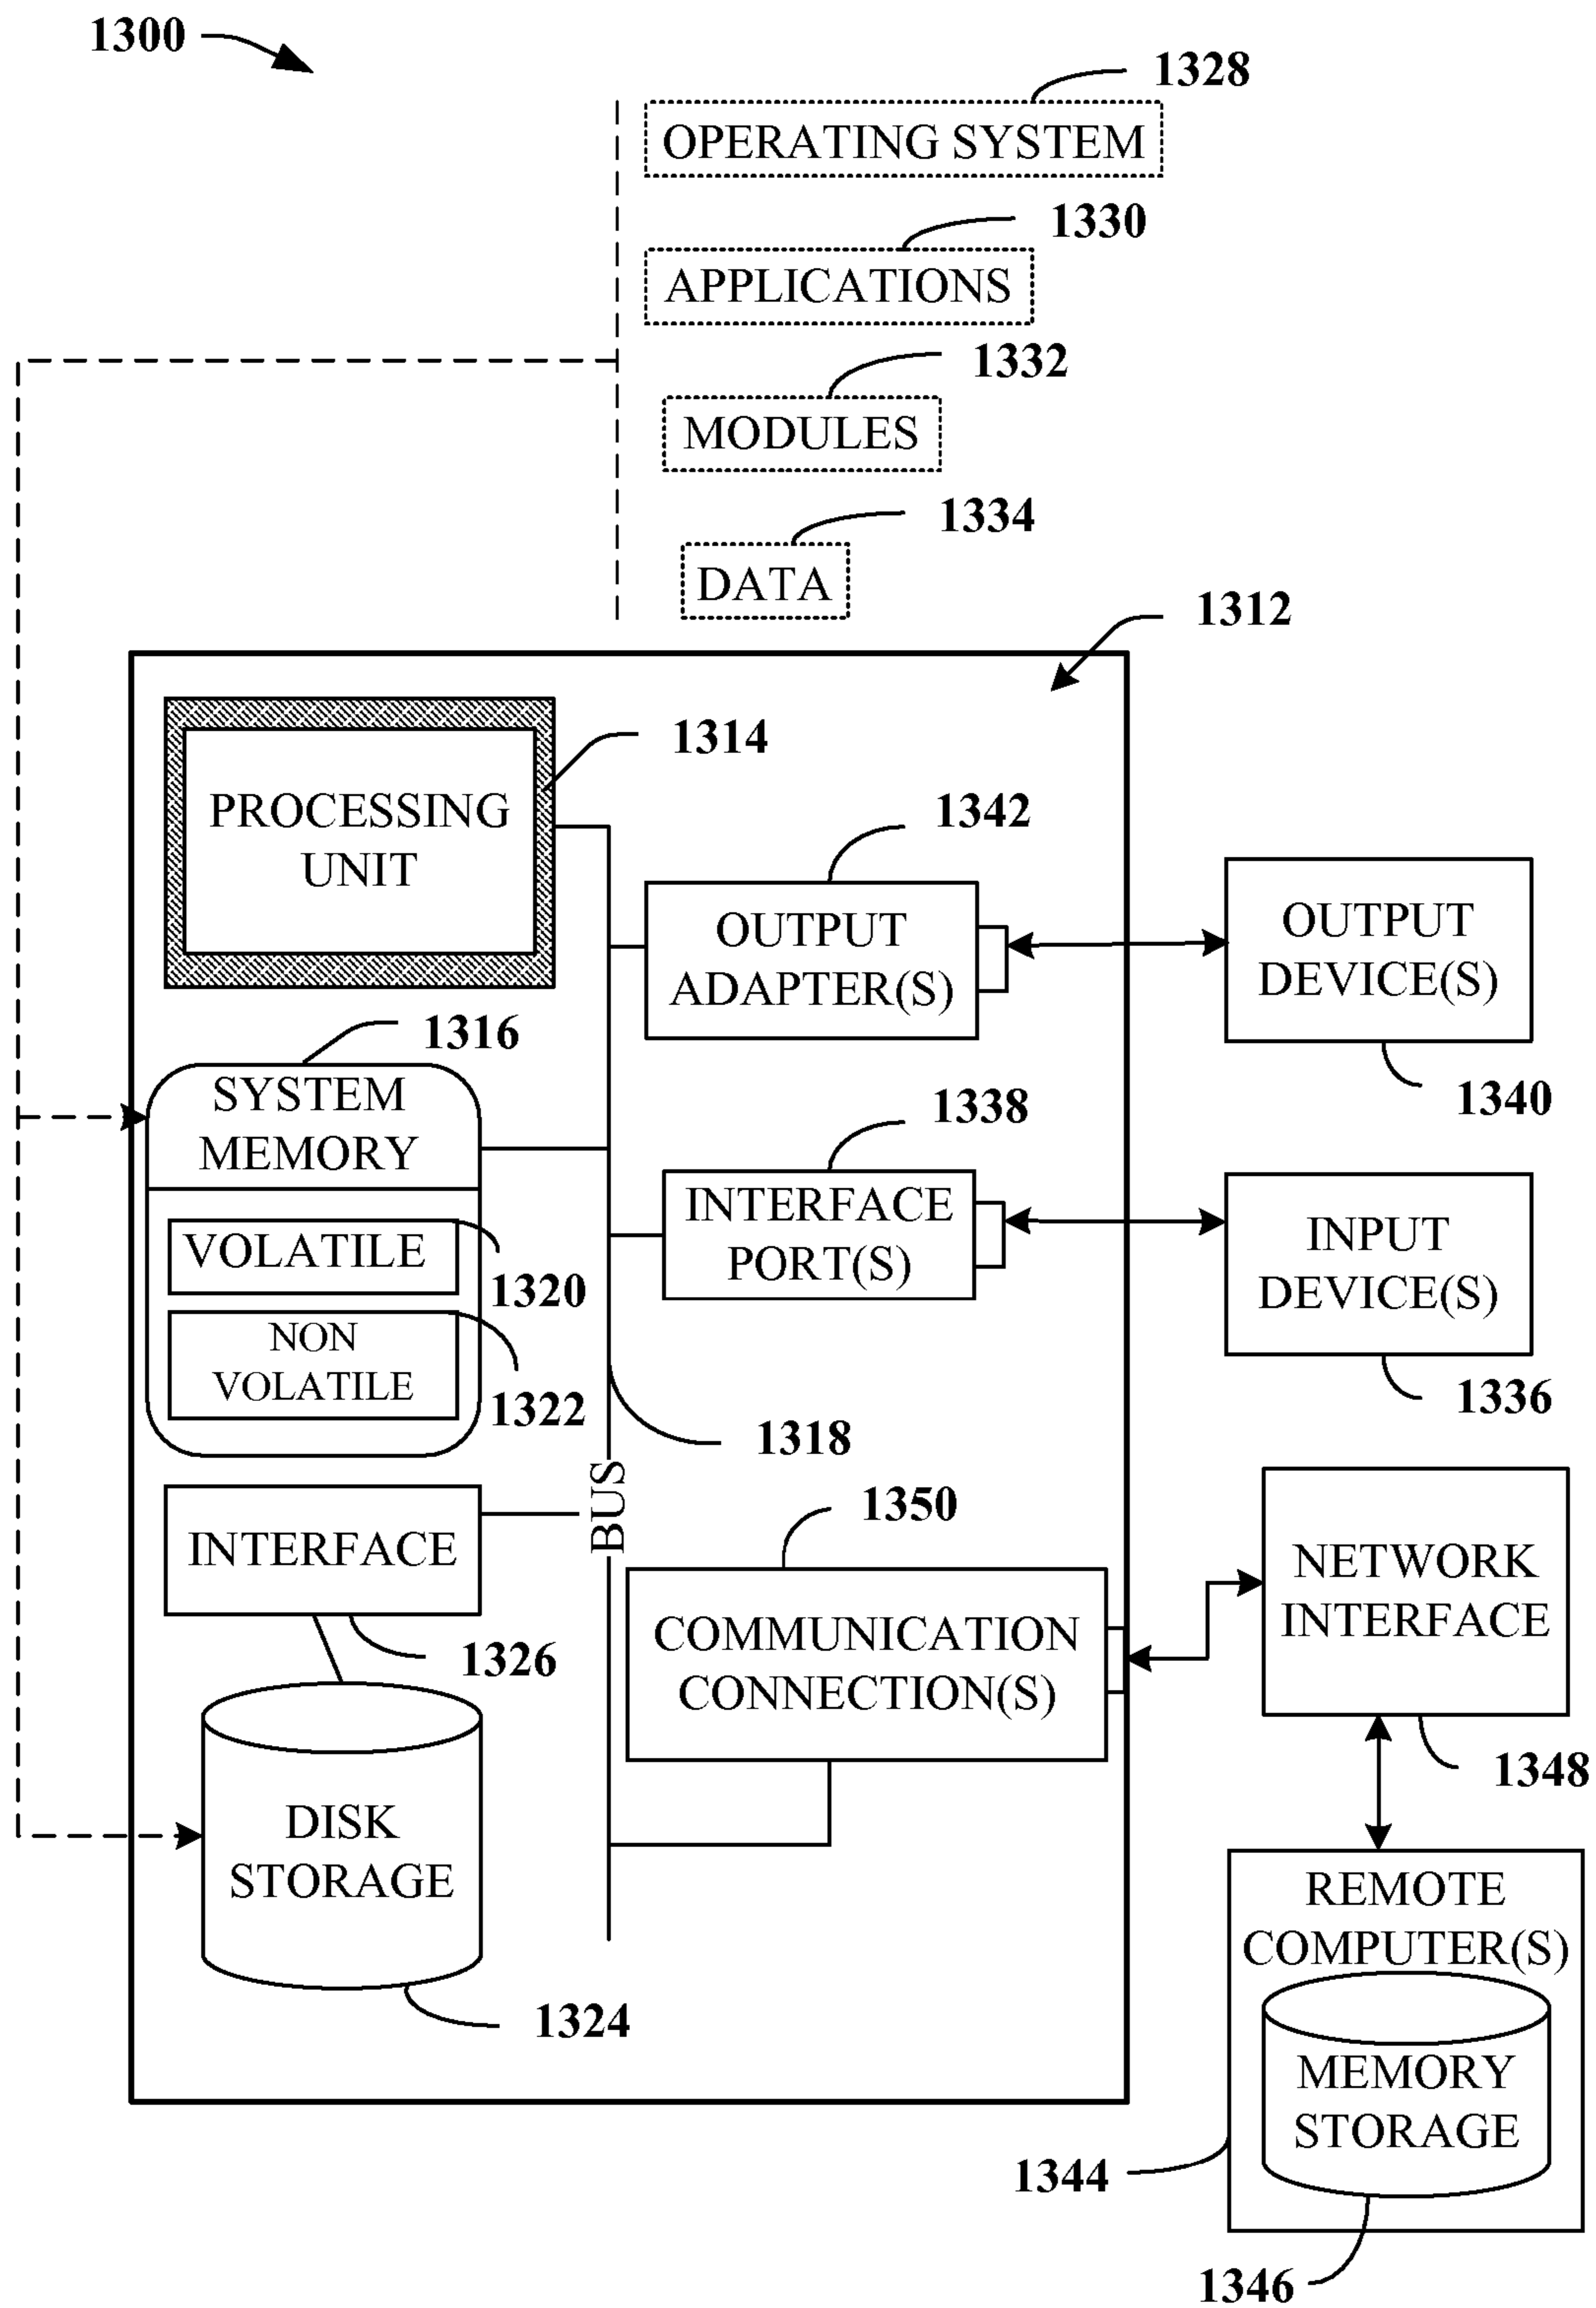 1300
1328
OPERATING SYSTEM
1330
APPLICATIONS
1332
MODULES
1334
DATA
1312
PROCESSING
UNIT
1314
1342
OUTPUT
ADAPTER(S)
OUTPUT
DEVICE(S)
1340
1316
SYSTEM
MEMORY
VOLATILE
1320
NON
VOLATILE
1322
1338
INTERFACE
PORT(S)
INPUT
DEVICE(S)
1336
1318
BUS
INTERFACE
1326
1350
COMMUNICATION
CONNECTION(S)
NETWORK
INTERFACE
1348
DISK
STORAGE
1324
REMOTE
COMPUTER(S)
MEMORY
STORAGE
1344
1346